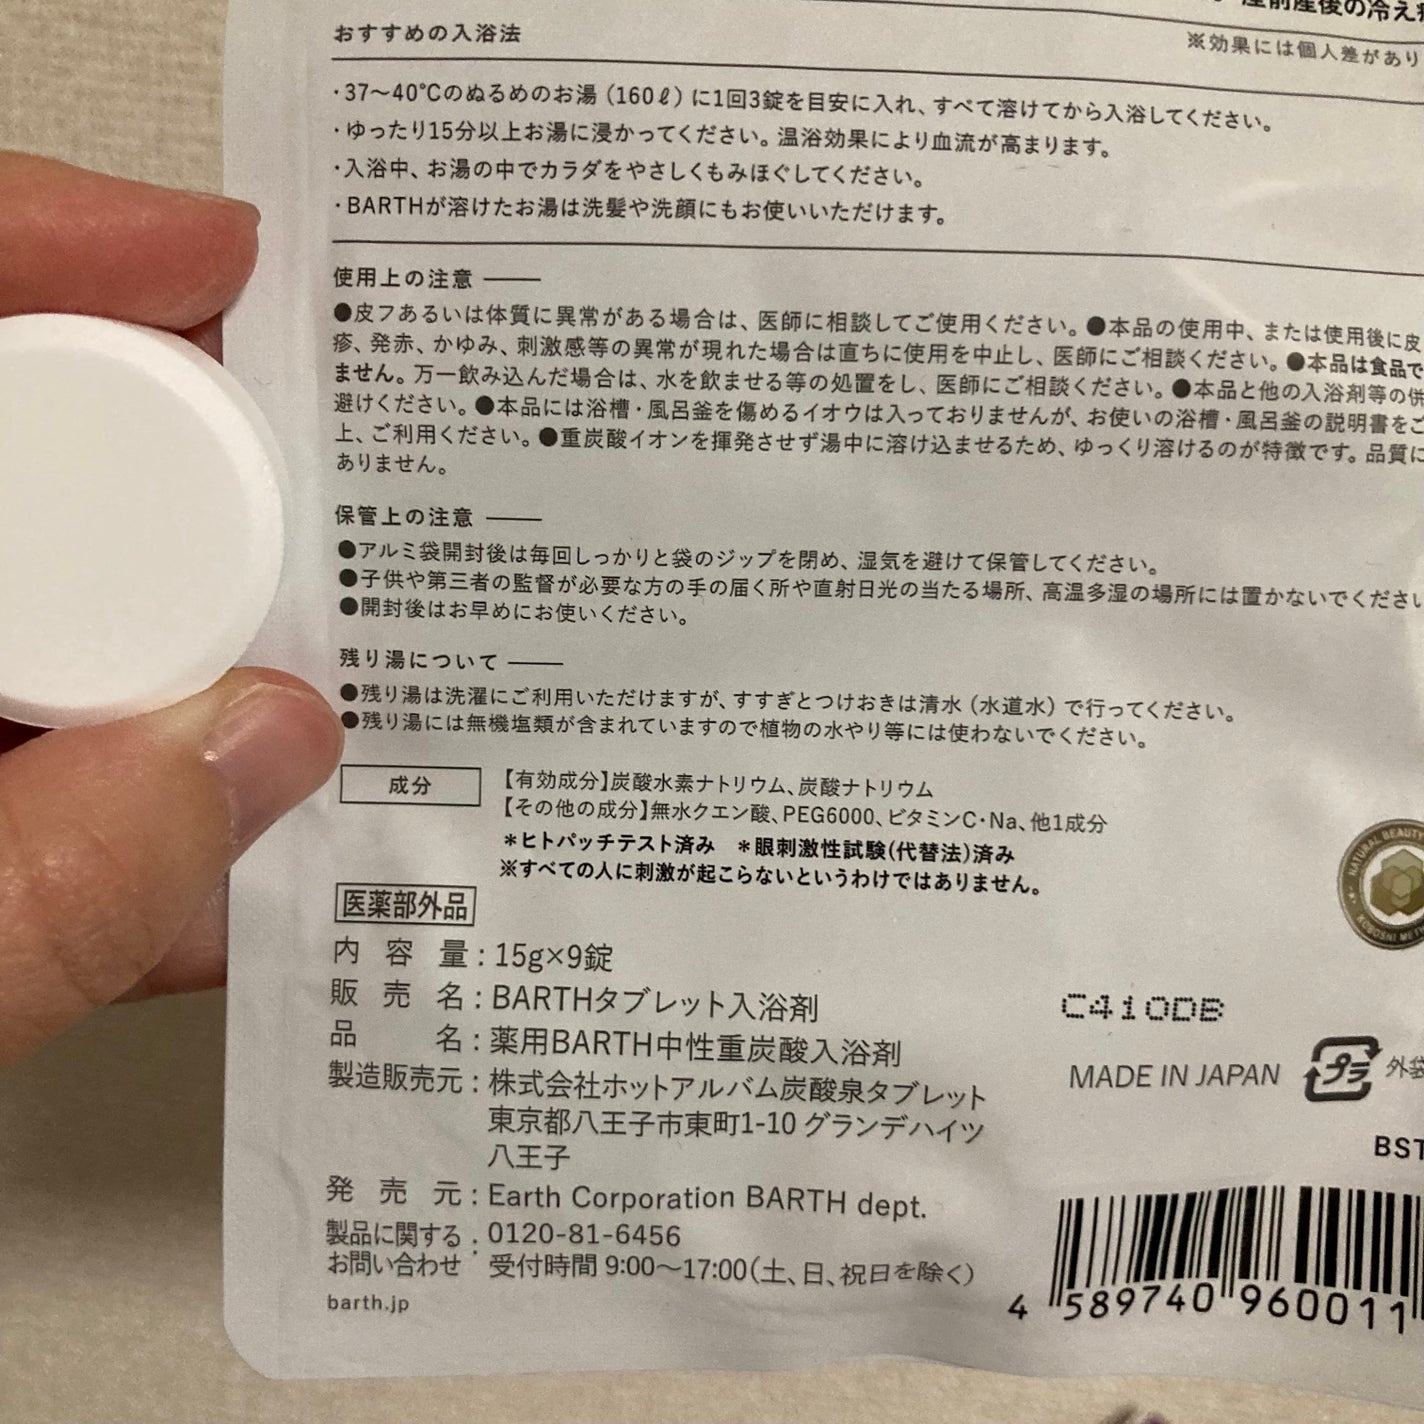 産前産後の冷え
おすすめの入浴法
※効果には個人差があり
・37〜40℃のぬるめのお湯（160ℓ）に1回3錠を目安に入れ、すべて溶けてから入浴してください。
・ゆったり15分以上お湯に浸かってください。温浴効果により血流が高まります。
・入浴中、お湯の中でカラダをやさしくもみほぐしてください。
・BARTHが溶けたお湯は洗髪や洗顔にもお使いいただけます。
使用上の注意
●皮フあるいは体質に異常がある場合は、医師に相談してご使用ください。●本品の使用中、または使用後に皮
疹、発赤、かゆみ、刺激感等の異常が現れた場合は直ちに使用を中止し、医師にご相談ください。●本品は食品で
ません。万一飲み込んだ場合は、水を飲ませる等の処置をし、医師にご相談ください。●本品と他の入浴剤等の併
避けください。●本品には浴槽・風呂釜を傷めるイオウは入っておりませんが、お使いの浴槽・風呂釜の説明書をご
上、ご利用ください。●重炭酸イオンを揮発させず湯中に溶け込ませるため、ゆっくり溶けるのが特徴です。品質に
ありません。
保管上の注意
●アルミ袋開封後は毎回しっかりと袋のジップを閉め、湿気を避けて保管してください。
●子供や第三者の監督が必要な方の手の届く所や直射日光の当たる場所、高温多湿の場所には置かないでください
●開封後はお早めにお使いください。
残り湯について
●残り湯は洗濯にご利用いただけますが、すすぎとつけおきは清水（水道水）で行ってください。
●残り湯には無機塩類が含まれていますので植物の水やり等には使わないでください。
成分
【有効成分】炭酸水素ナトリウム、炭酸ナトリウム
【その他の成分】無水クエン酸、PEG6000、ビタミンC・Na、他1成分
＊ヒトパッチテスト済み　＊眼刺激性試験(代替法)済み
※すべての人に刺激が起こらないというわけではありません。
NATURAL BEAUTY
医薬部外品
内容量：15g×9錠
販売名：BARTHタブレット入浴剤
C410DB
品名：薬用BARTH中性重炭酸入浴剤
製造販売元：株式会社ホットアルバム炭酸泉タブレット
MADE IN JAPAN
プラ
外袋
東京都八王子市東町1-10 グランデハイツ
八王子
BST
発売元：Earth Corporation BARTH dept.
製品に関する
お問い合わせ：0120-81-6456
受付時間 9:00〜17:00（土、日、祝日を除く）
barth.jp
4 589740 960011